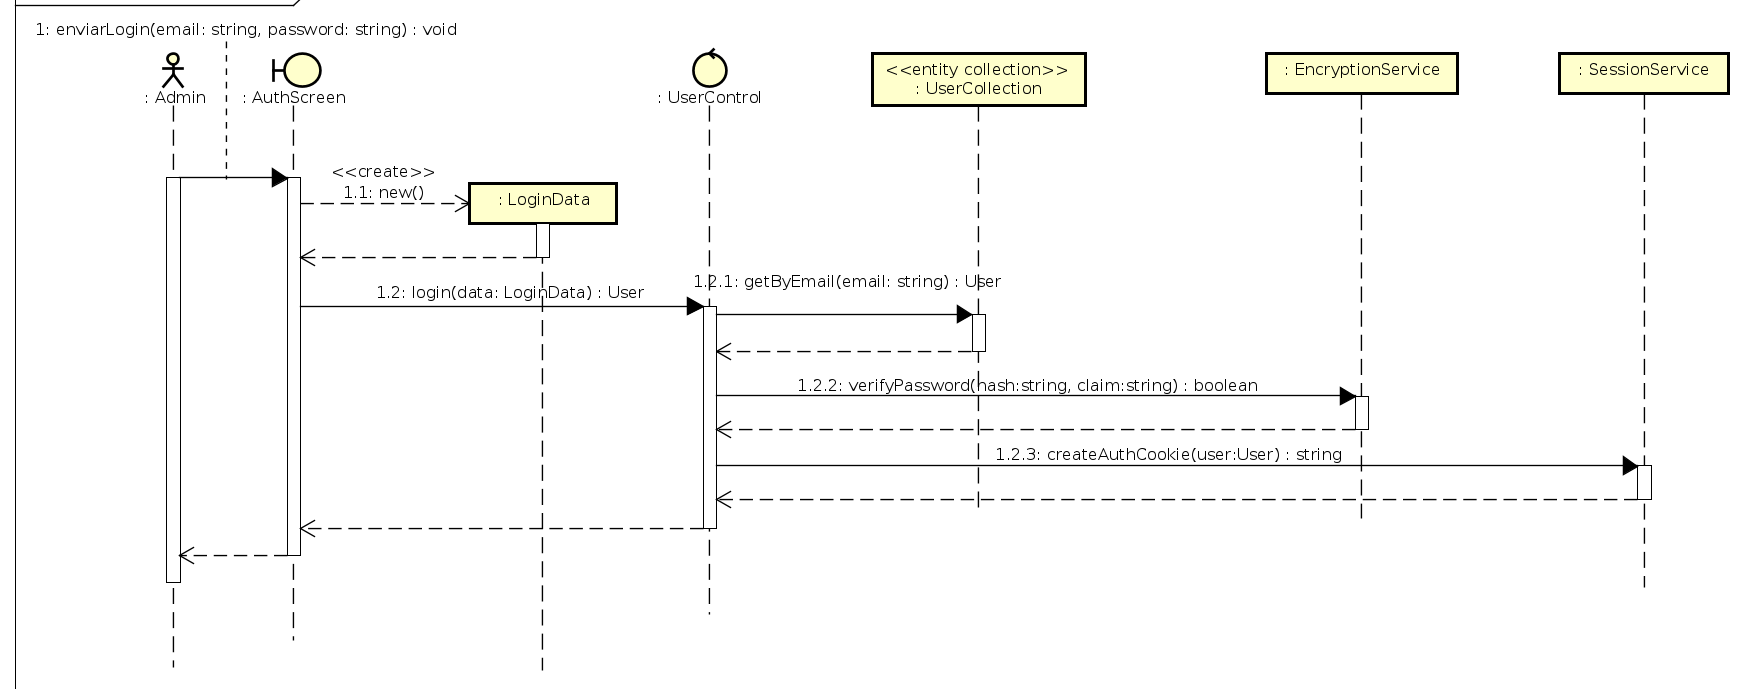 1: enviarLogin(email: string, password: string) : void
: Admin
: AuthScreen
: UserControl
<<entity collection>>
: UserCollection
: EncryptionService
: SessionService
<<create>>
1.1: new()
: LoginData
1.2: login(data: LoginData) : User
1.2.1: getByEmail(email: string) : User
1.2.2: verifyPassword(hash:string, claim:string) : boolean
1.2.3: createAuthCookie(user:User) : string